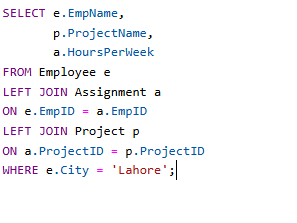 SELECT e.EmpName,
p.ProjectName,
a.HoursPerWeek
FROM Employee e
LEFT JOIN Assignment a
ON e.EmpID = a.EmpID
LEFT JOIN Project p
ON a.ProjectID = p.ProjectID
WHERE e.City = 'Lahore';